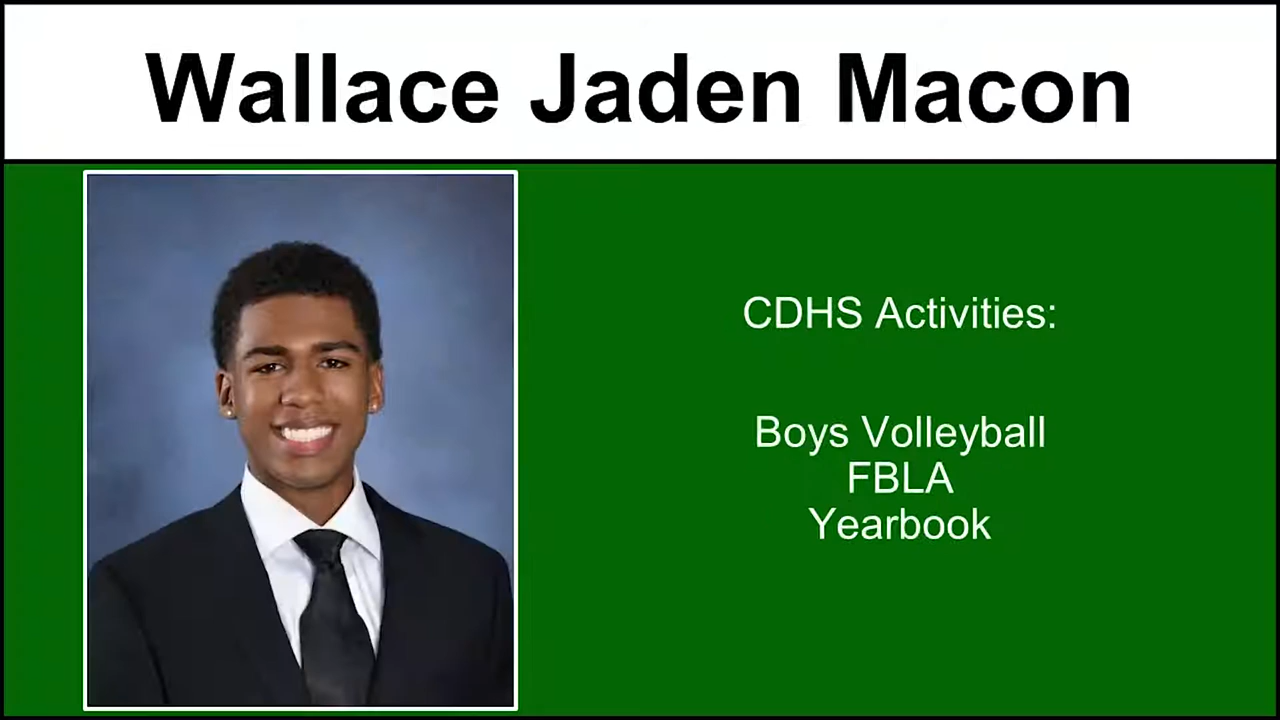 Wallace Jaden Macon
CDHS Activities:
Boys Volleyball
FBLA
Yearbook